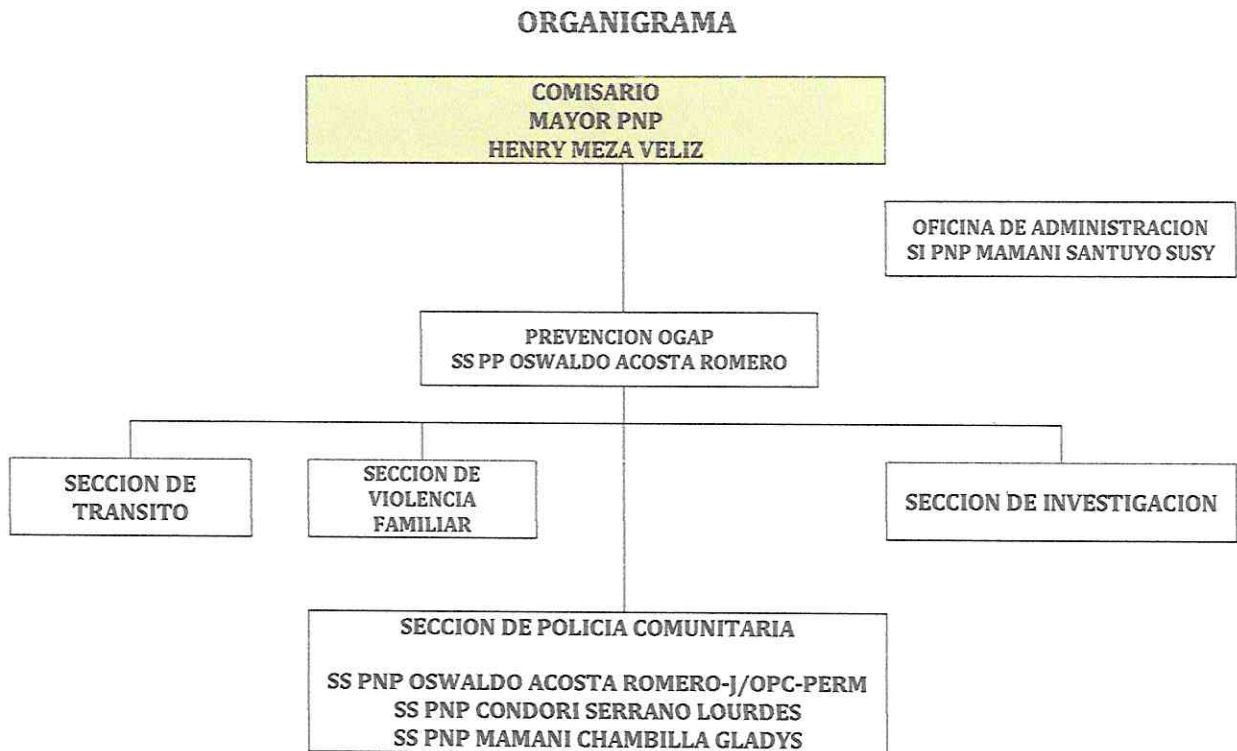 ORGANIGRAMA
COMISARIO
MAYOR PNP
HENRY MEZA VELIZ
OFICINA DE ADMINISTRACION
SI PNP MAMANI SANTUYO SUSY
PREVENCION OGAP
SS PP OSWALDO ACOSTA ROMERO
SECCION DE
TRANSITO
SECCION DE
VIOLENCIA
FAMILIAR
SECCION DE INVESTIGACION
SECCION DE POLICIA COMUNITARIA
SS PNP OSWALDO ACOSTA ROMERO-J/OPC-PERM
SS PNP CONDORI SERRANO LOURDES
SS PNP MAMANI CHAMBILLA GLADYS